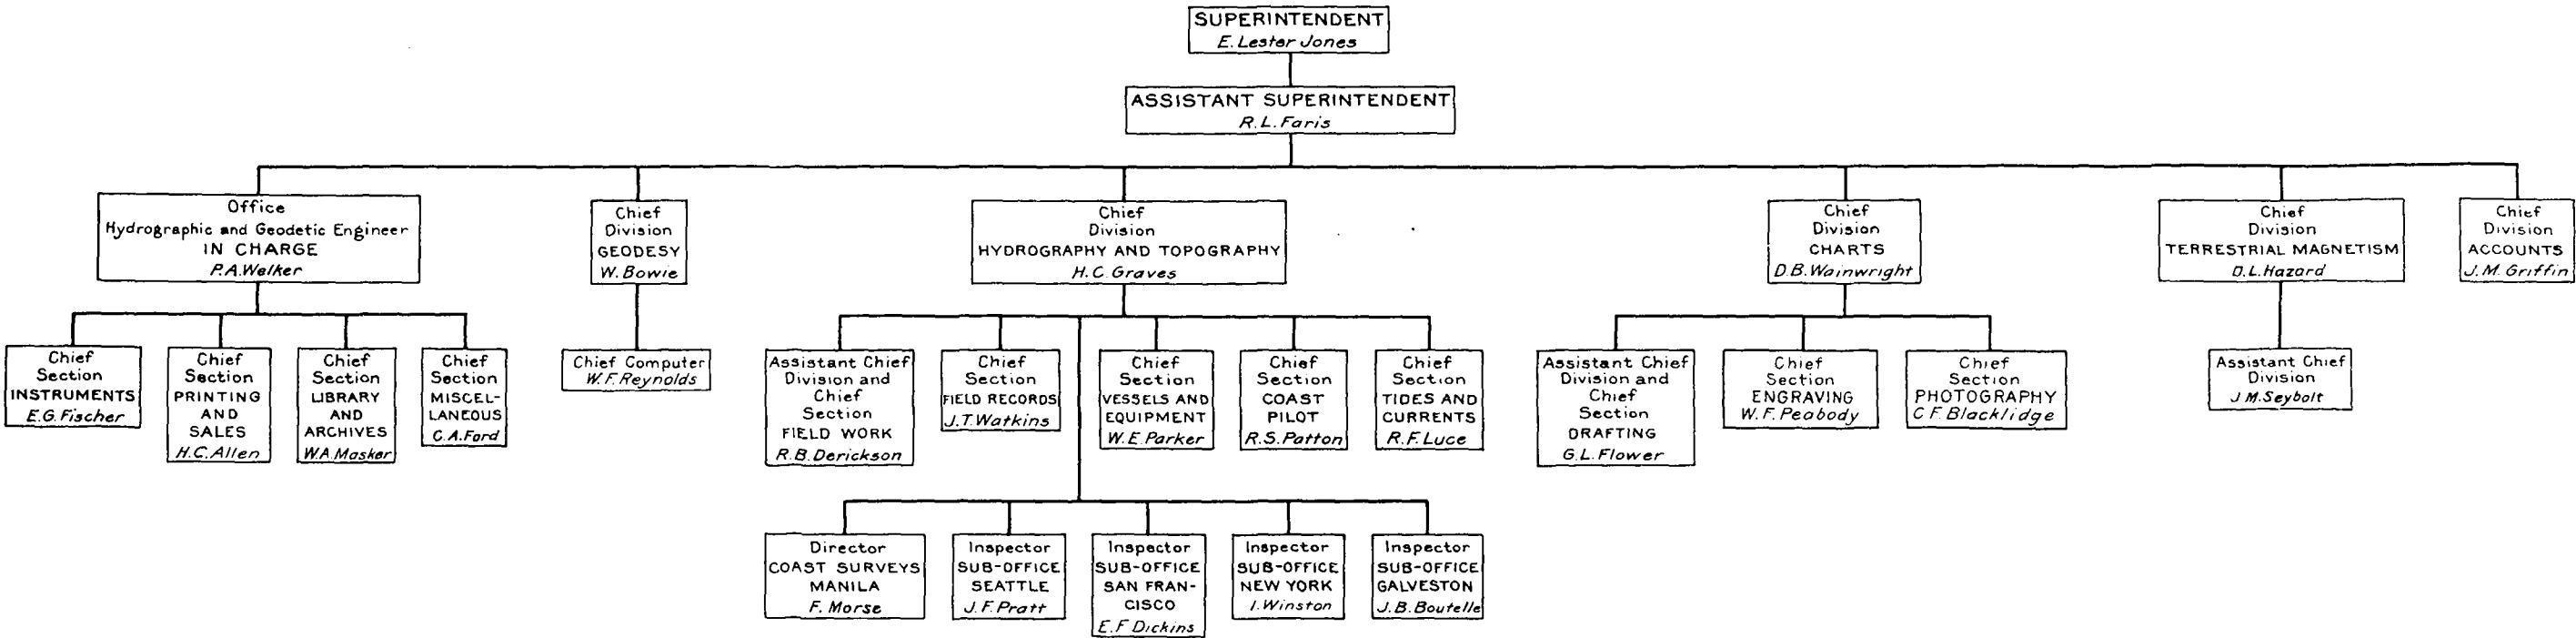 SUPERINTENDENT
E. Lester Jones
ASSISTANT SUPERINTENDENT
R. L. Faris
Office
Hydrographic and Geodetic Engineer
IN CHARGE
P. A. Welker
Chief
Division
GEODESY
W. Bowie
Chief
Division
HYDROGRAPHY AND TOPOGRAPHY
H. C. Graves
Chief
Division
CHARTS
D. B. Wainwright
Chief
Division
TERRESTRIAL MAGNETISM
D. L. Hazard
Chief
Division
ACCOUNTS
J. M. Griffin
Chief
Section
INSTRUMENTS
E. G. Fischer
Chief
Section
PRINTING
AND
SALES
H. C. Allen
Chief
Section
LIBRARY
AND
ARCHIVES
W. A. Masker
Chief
Section
MISCEL-
LANEOUS
C. A. Ford
Chief Computer
W. F. Reynolds
Assistant Chief
Division and
Chief
Section
FIELD WORK
R. B. Derickson
Chief
Section
FIELD RECORDS
J. T. Watkins
Chief
Section
VESSELS AND
EQUIPMENT
W. E. Parker
Chief
Section
COAST
PILOT
R. S. Patton
Chief
Section
TIDES AND
CURRENTS
R. F. Luce
Assistant Chief
Division and
Chief
Section
DRAFTING
G. L. Flower
Chief
Section
ENGRAVING
W. F. Peabody
Chief
Section
PHOTOGRAPHY
C F. Blacklidge
Assistant Chief
Division
J M. Seybolt
Director
COAST SURVEYS
MANILA
F. Morse
Inspector
SUB-OFFICE
SEATTLE
J. F. Pratt
Inspector
SUB-OFFICE
SAN FRAN-
CISCO
E. F Dickins
Inspector
SUB-OFFICE
NEW YORK
I. Winston
Inspector
SUB-OFFICE
GALVESTON
J. B. Boutelle